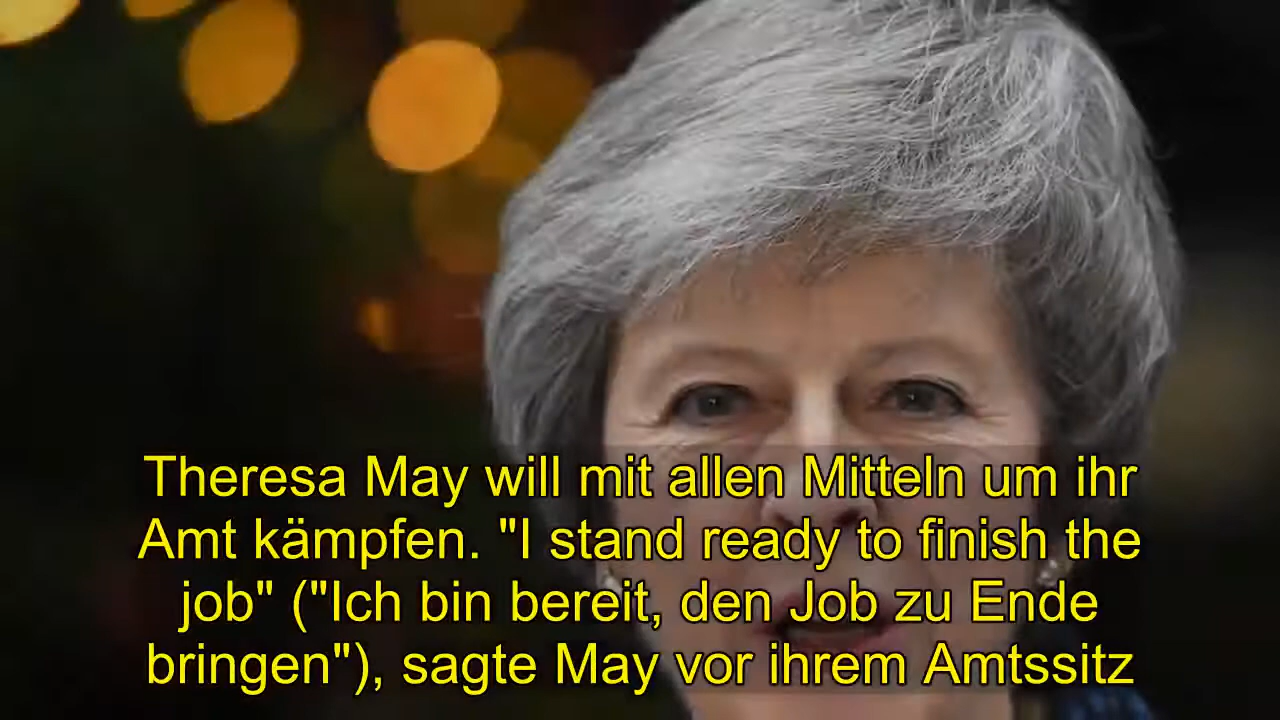 Theresa May will mit allen Mitteln um ihr
Amt kämpfen. "I stand ready to finish the
job" ("Ich bin bereit, den Job zu Ende
bringen"), sagte May vor ihrem Amtssitz